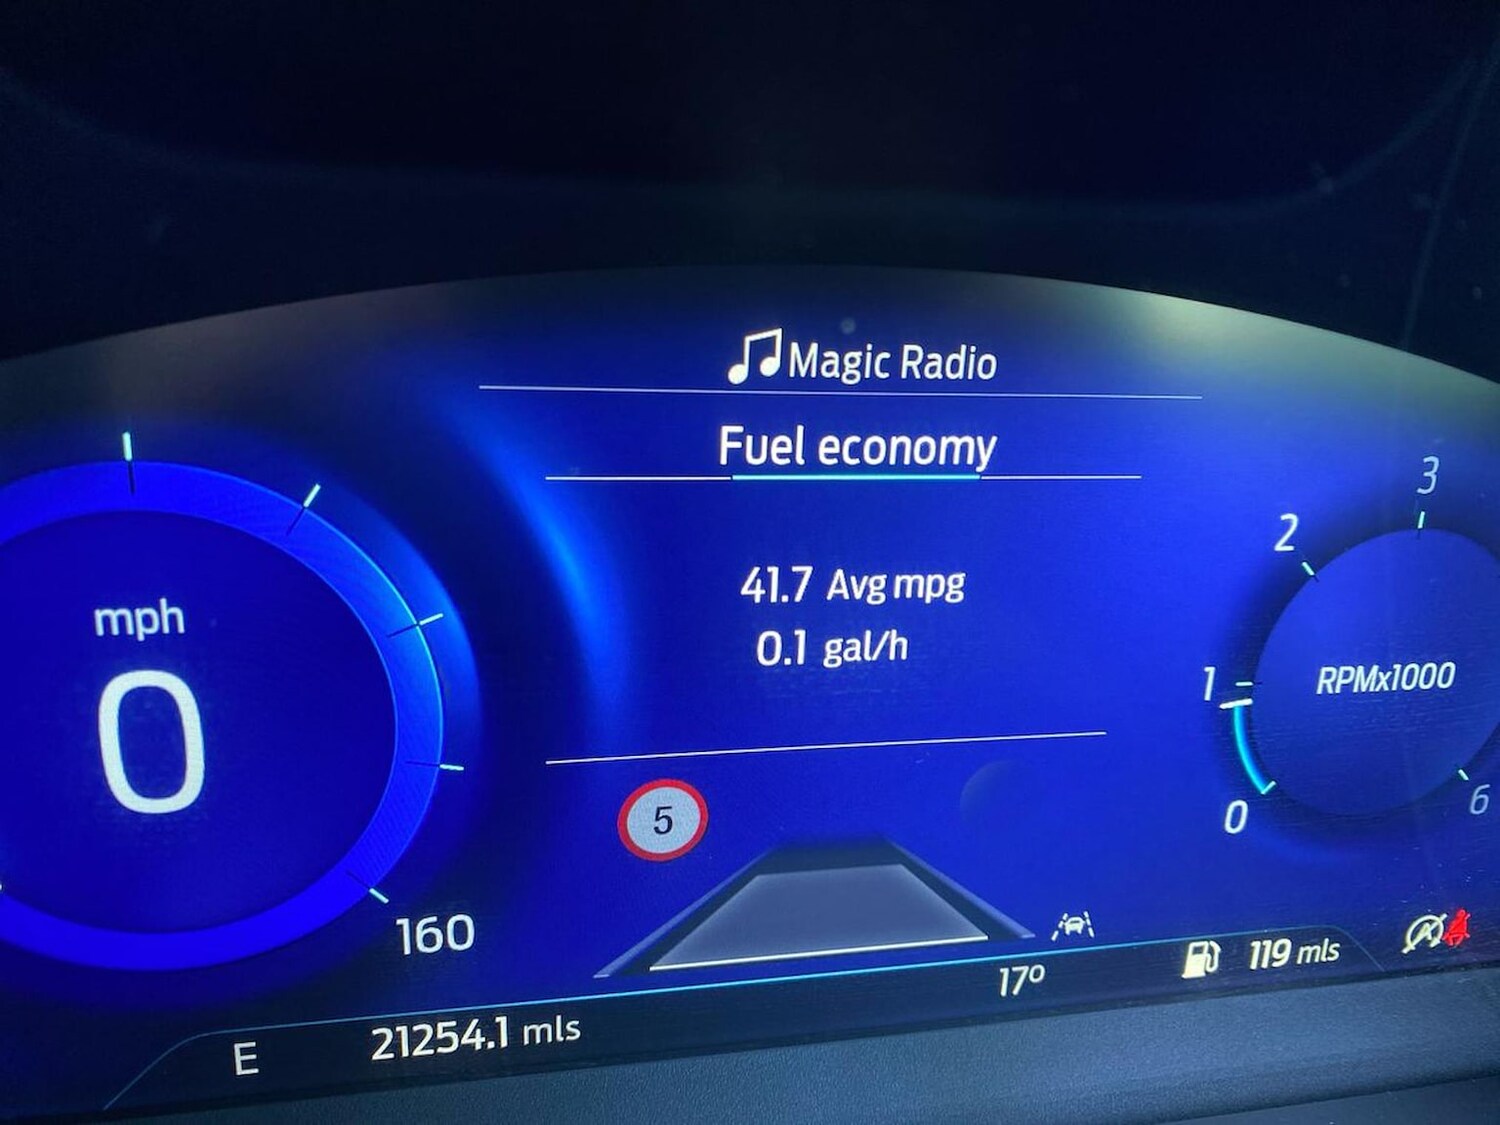 Magic Radio
Fuel economy
41.7 Avg mpg
0.1 gal/h
mph
0
160
5
3
2
1
0
6
RPMx1000
17º
119 mls
E
21254.1 mls